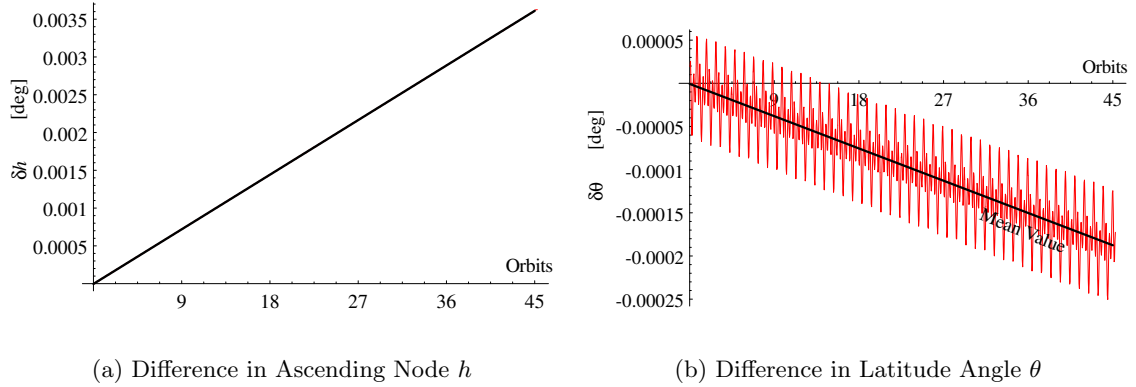 0.0035
0.003
0.0025
0.002
0.0015
0.001
0.0005
δh [deg]
Orbits
9 18 27 36 45
(a) Difference in Ascending Node h
0.00005
-0.00005
-0.0001
-0.00015
-0.0002
-0.00025
δθ [deg]
Orbits
9 18 27 36 45
Mean Value
(b) Difference in Latitude Angle θ